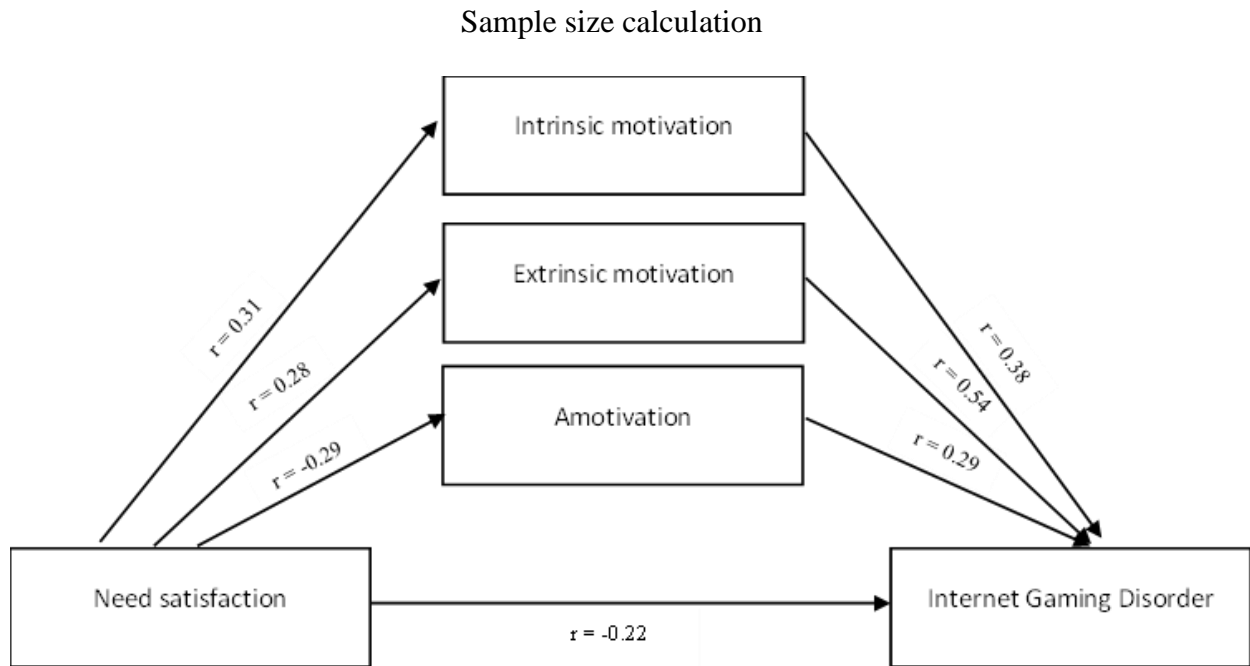 Sample size calculation
Intrinsic motivation
Extrinsic motivation
Amotivation
r = 0.31
r = 0.28
r = -0.29
r = 0.38
r = 0.54
r = 0.29
Need satisfaction
Internet Gaming Disorder
r = -0.22